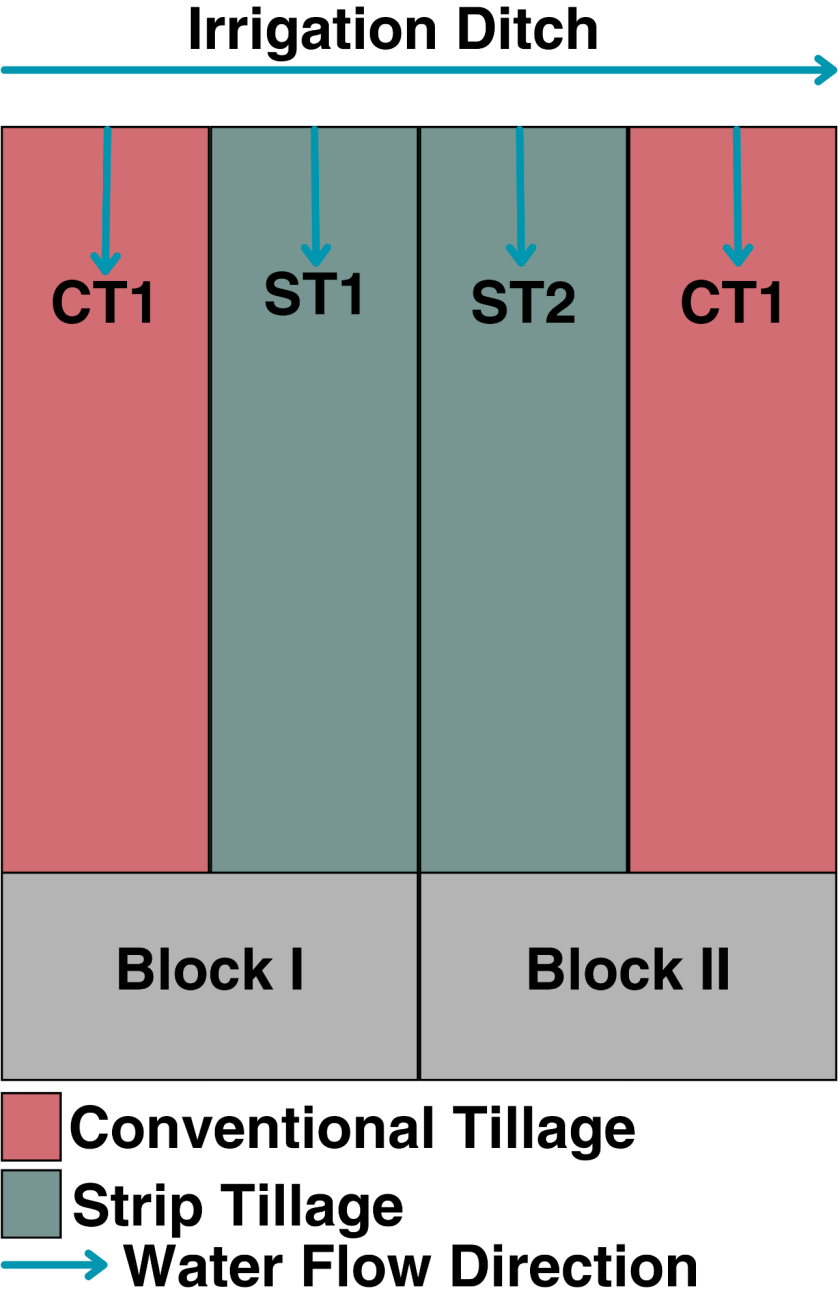 Irrigation Ditch
CT1
ST1
ST2
CT1
Block I
Block II
Conventional Tillage
Strip Tillage
Water Flow Direction